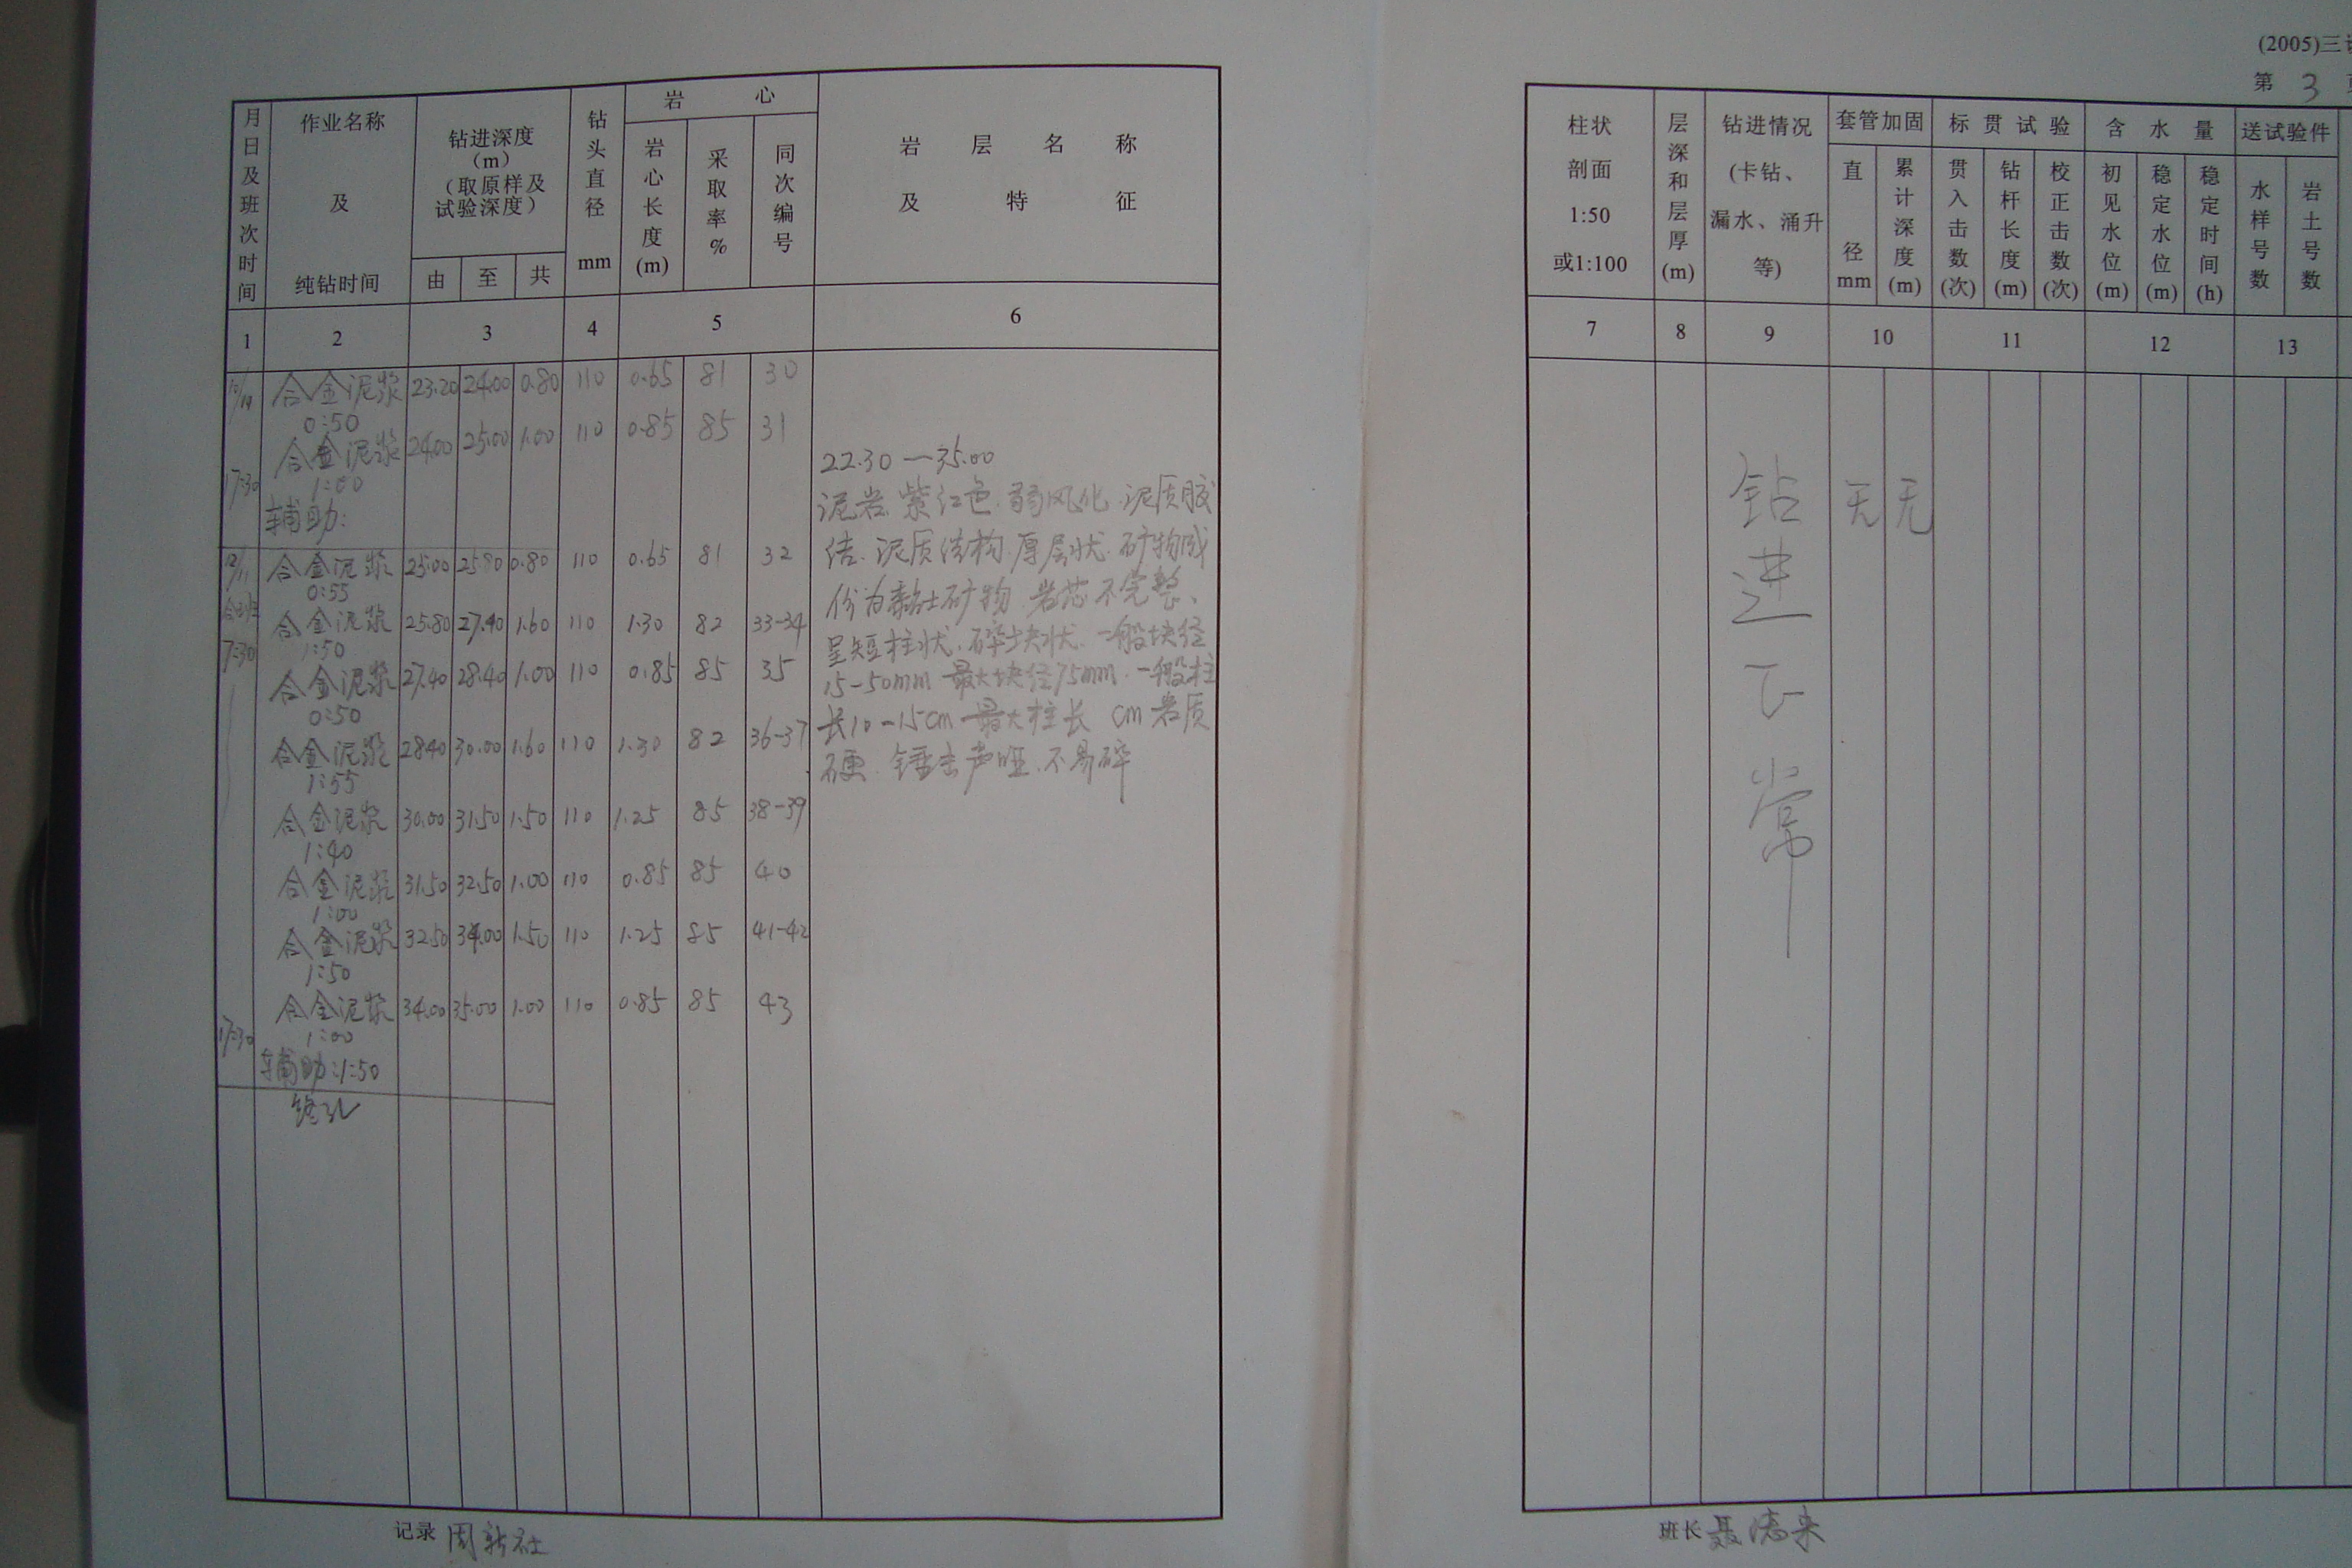 月日及班次时间
作业名称及纯钻时间
钻进深度(m)(取原样及试验深度)
由 至 共
钻头直径 mm
岩 心
岩心长度(m) 采取率% 同次编号
岩层名称及特征
1 2 3 4 5 6
合金泥浆 23.20 24.00 0.80 110 0.65 81 30
0:50
合金泥浆 24.00 25.00 1.00 110 0.85 85 31
1:00
17:30
辅助:
合金泥浆 25.00 25.80 0.80 110 0.65 81 32
0:55
合金泥浆 25.80 27.40 1.60 110 1.30 82 33-34
7:30 1:50
合金泥浆 27.40 28.40 1.00 110 0.85 85 35
0:50
合金泥浆 28.40 30.00 1.60 110 1.30 82 36-37
1:55
合金泥浆 30.00 31.50 1.50 110 1.25 85 38-39
1:40
合金泥浆 31.50 32.50 1.00 110 0.85 85 40
1:00
合金泥浆 32.50 34.00 1.50 110 1.25 85 41-42
1:50
合金泥浆 34.00 35.00 1.00 110 0.85 85 43
17:30 1:00
辅助:1:50
终孔
22.30—35.00
泥岩.紫红色.弱风化.泥质胶
结.泥质结构.厚层状.矿物成
份为黏土矿物.岩芯不完整、
呈短柱状.碎块状.一般块径
15-50mm 最大块径75mm.一般柱
长10-15cm 最大柱长 cm 岩质
硬.锤击声哑.不易碎
记录 周新社
(2005)三
第 3
柱状剖面1:50或1:100
层深和层厚(m)
钻进情况(卡钻、漏水、涌升等)
套管加固
直径mm 累计深度(m)
标贯试验
贯入击数(次) 钻杆长度(m) 校正击数(次)
含水量
初见水位(m) 稳定水位(m) 稳定时间(h)
送试验件
水样号数 岩土号数
7 8 9 10 11 12 13
钻进正常
无 无
班长